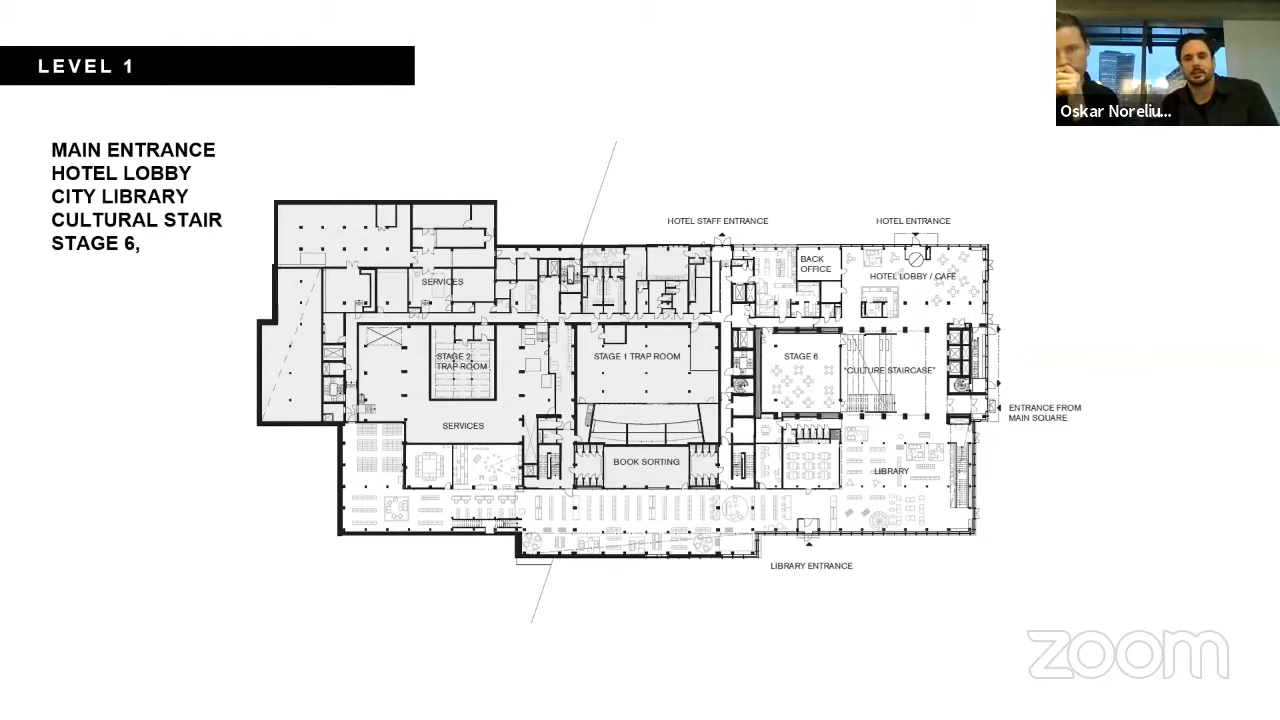 LEVEL 1
Oskar Noreliu...
MAIN ENTRANCE
HOTEL LOBBY
CITY LIBRARY
CULTURAL STAIR
STAGE 6,
HOTEL STAFF ENTRANCE
HOTEL ENTRANCE
BACK
OFFICE
HOTEL LOBBY / CAFE
SERVICES
STAGE 2
TRAP ROOM
STAGE 1 TRAP ROOM
STAGE 6
"CULTURE STAIRCASE"
ENTRANCE FROM
MAIN SQUARE
SERVICES
BOOK SORTING
LIBRARY
LIBRARY ENTRANCE
zoom